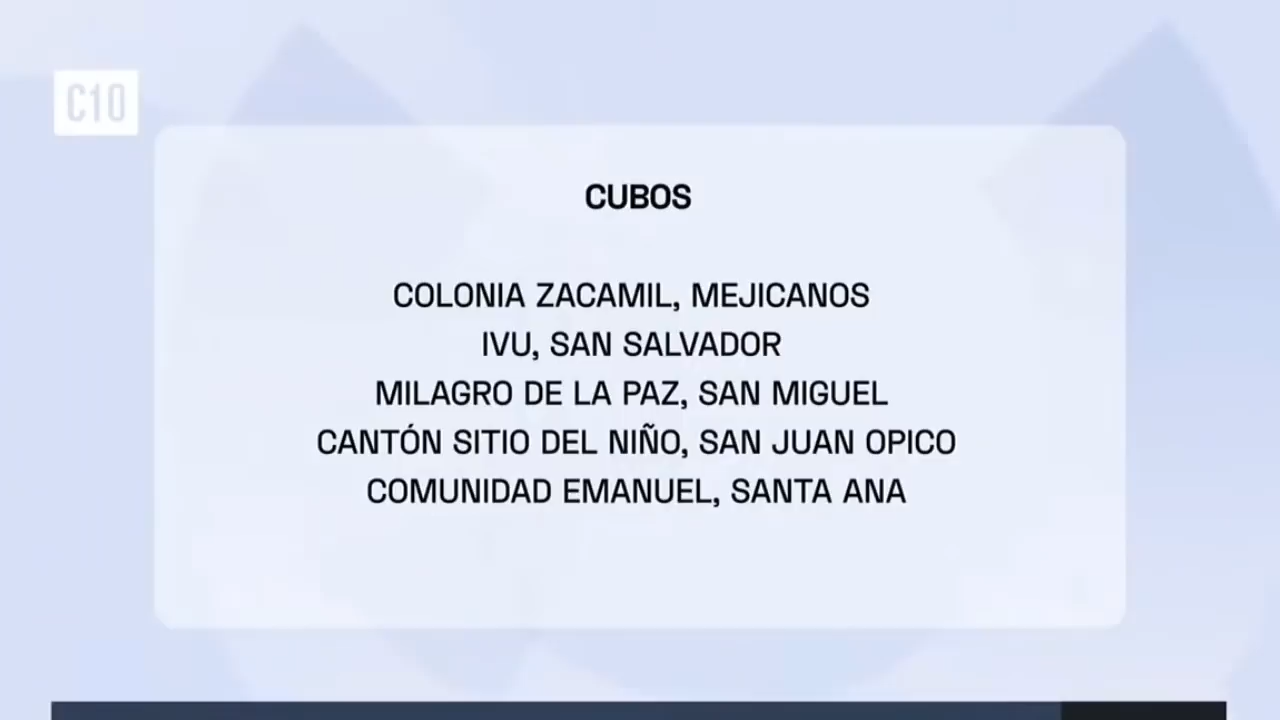 C10
CUBOS
COLONIA ZACAMIL, MEJICANOS
IVU, SAN SALVADOR
MILAGRO DE LA PAZ, SAN MIGUEL
CANTÓN SITIO DEL NIÑO, SAN JUAN OPICO
COMUNIDAD EMANUEL, SANTA ANA